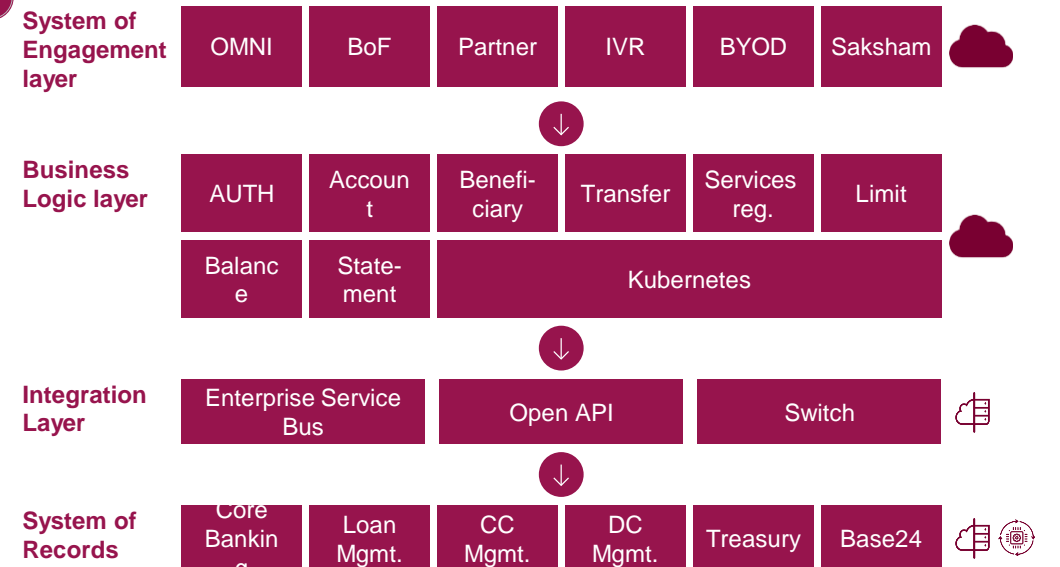 System of
Engagement
layer
OMNI
BoF
Partner
IVR
BYOD
Saksham
Business
Logic layer
AUTH
Accoun
t
Benefi-
ciary
Transfer
Services
reg.
Limit
Balanc
e
State-
ment
Kubernetes
Integration
Layer
Enterprise Service
Bus
Open API
Switch
System of
Records
Core
Bankin
g
Loan
Mgmt.
CC
Mgmt.
DC
Mgmt.
Treasury
Base24